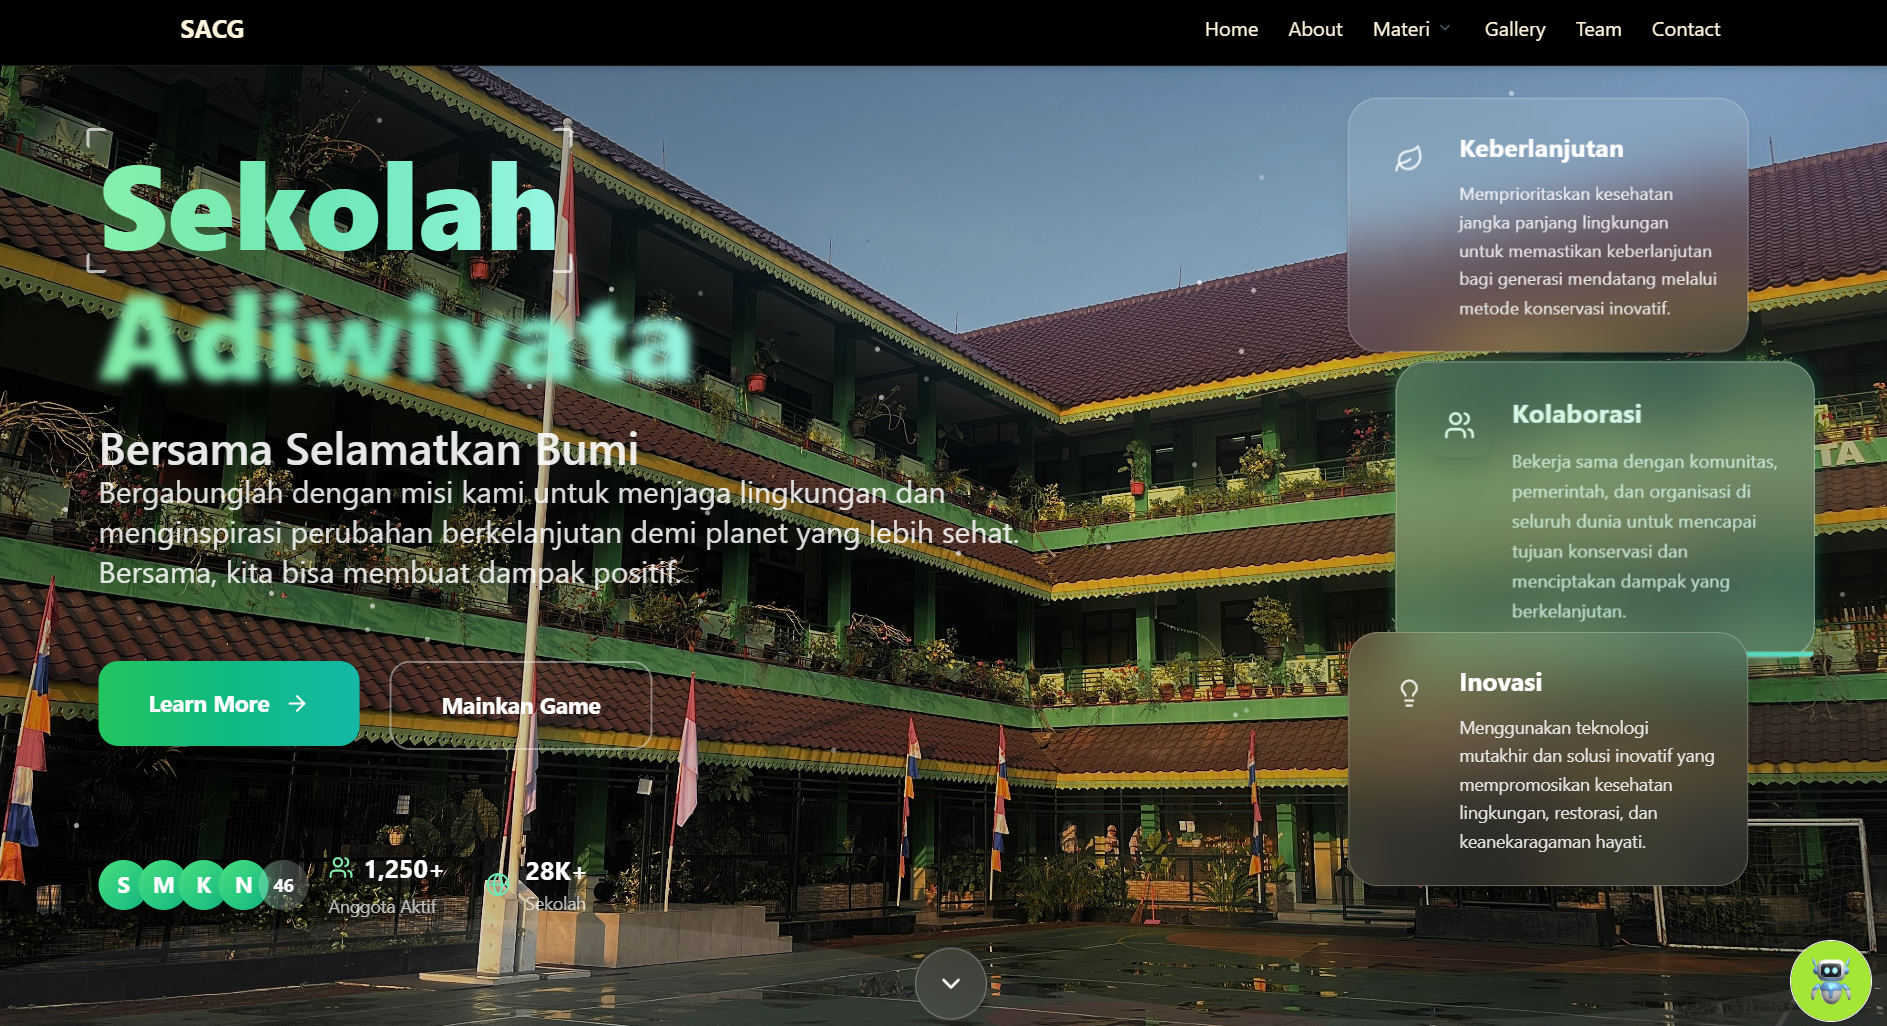 SACG
Home
About
Materi
Gallery
Team
Contact
Sekolah
Adiwiyata
Bersama Selamatkan Bumi
Bergabunglah dengan misi kami untuk menjaga lingkungan dan
menginspirasi perubahan berkelanjutan demi planet yang lebih sehat.
Bersama, kita bisa membuat dampak positif.
Learn More
Mainkan Game
S
M
K
N
46
1,250+
Anggota Aktif
28K+
Sekolah
Keberlanjutan
Memprioritaskan kesehatan
jangka panjang lingkungan
untuk memastikan keberlanjutan
bagi generasi mendatang melalui
metode konservasi inovatif.
Kolaborasi
Bekerja sama dengan komunitas,
pemerintah, dan organisasi di
seluruh dunia untuk mencapai
tujuan konservasi dan
menciptakan dampak yang
berkelanjutan.
TA
Inovasi
Menggunakan teknologi
mutakhir dan solusi inovatif yang
mempromosikan kesehatan
lingkungan, restorasi, dan
keanekaragaman hayati.